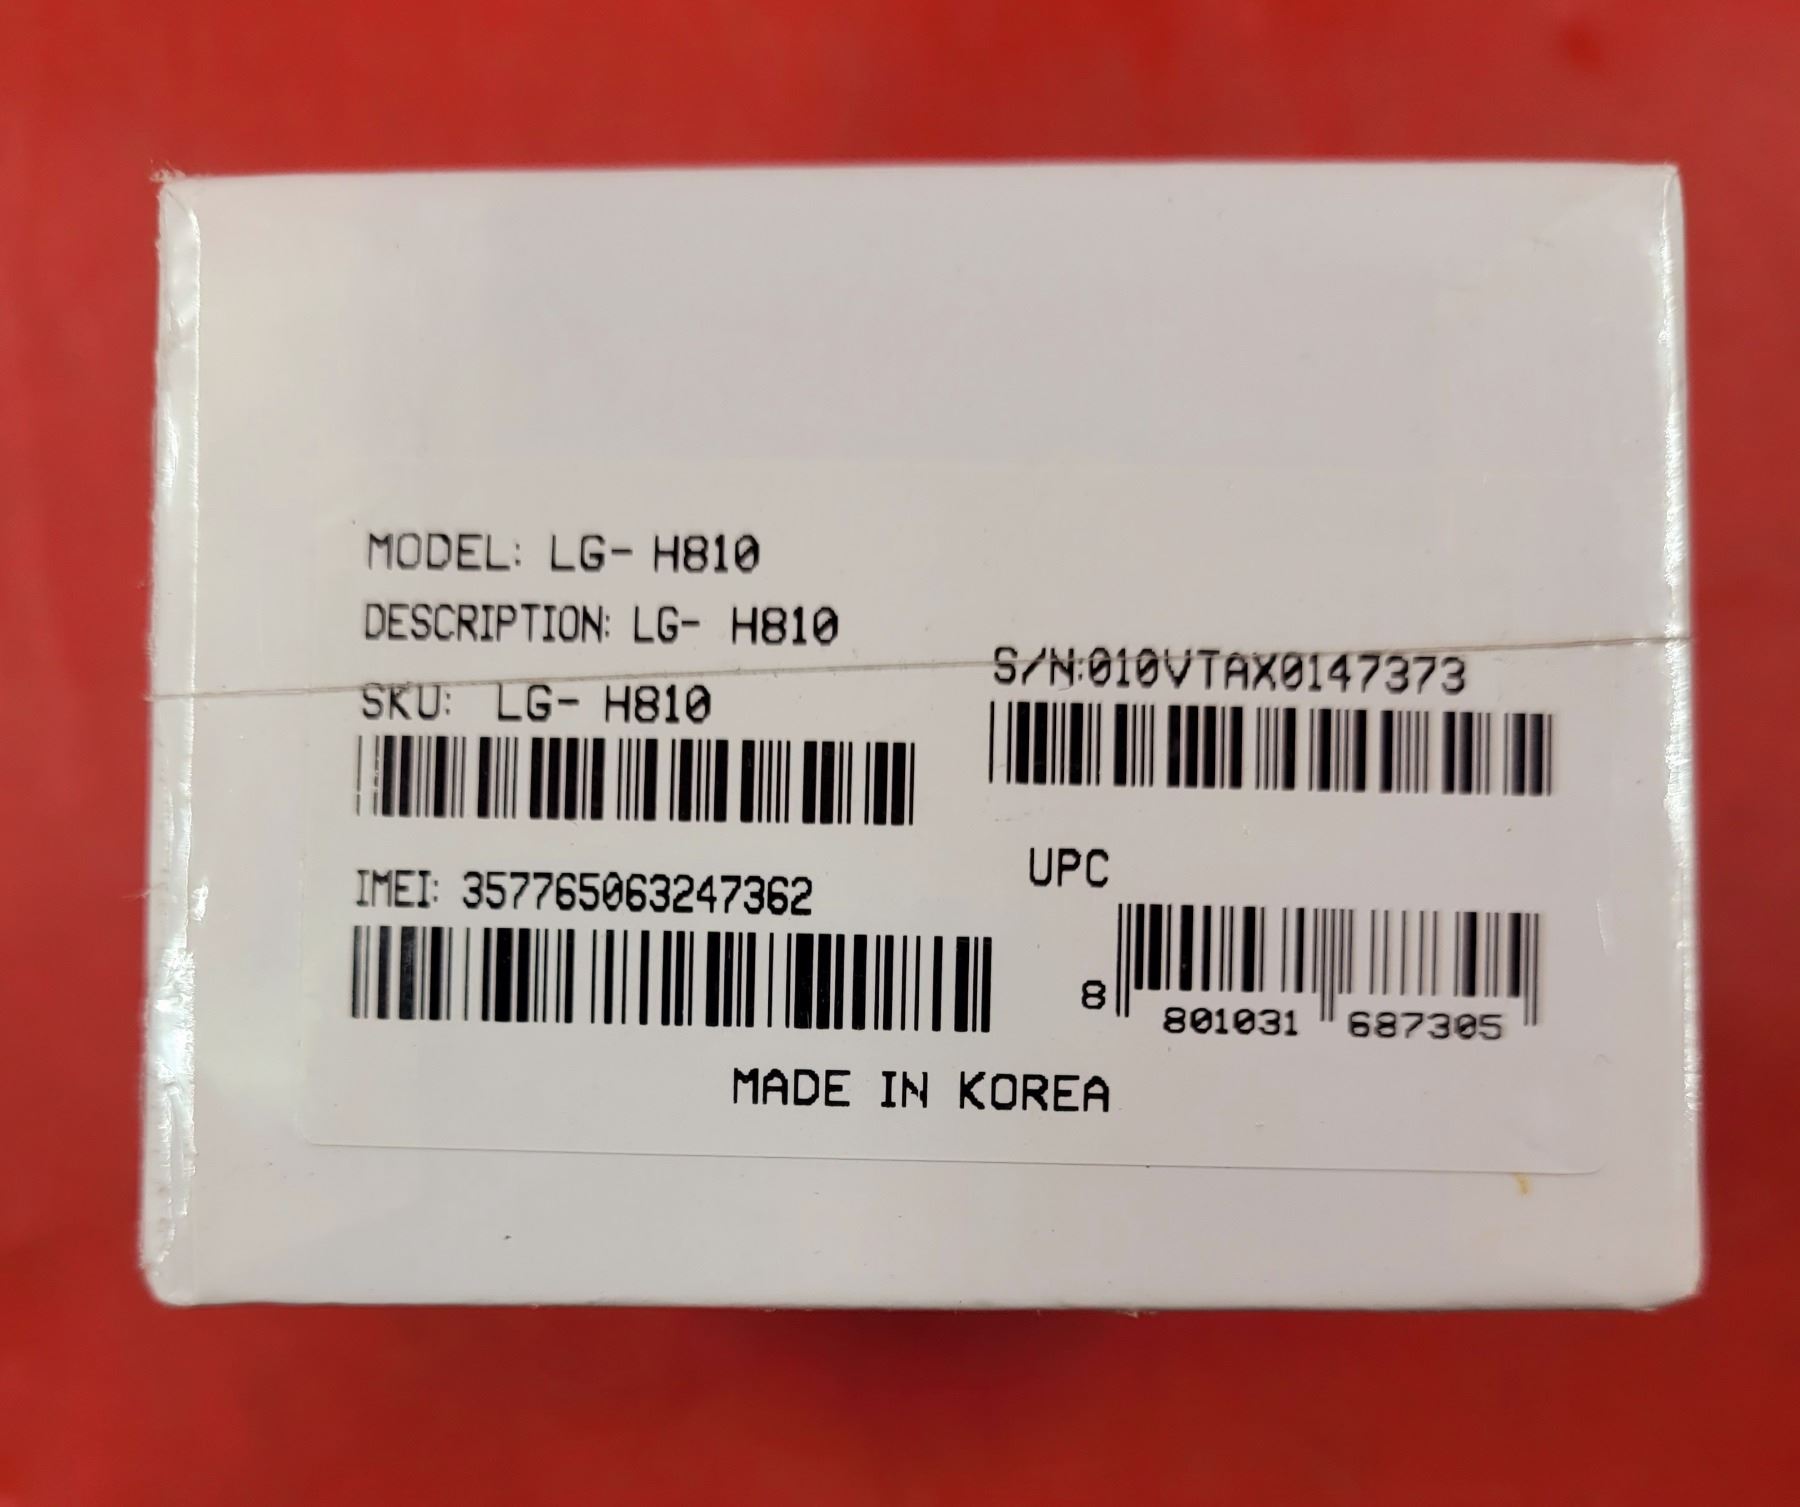 MODEL: LG- H810
DESCRIPTION: LG- H810
SKU: LG- H810
S/N:010VTAX0147373
IMEI: 357765063247362
UPC
8 801031 687305
MADE IN KOREA